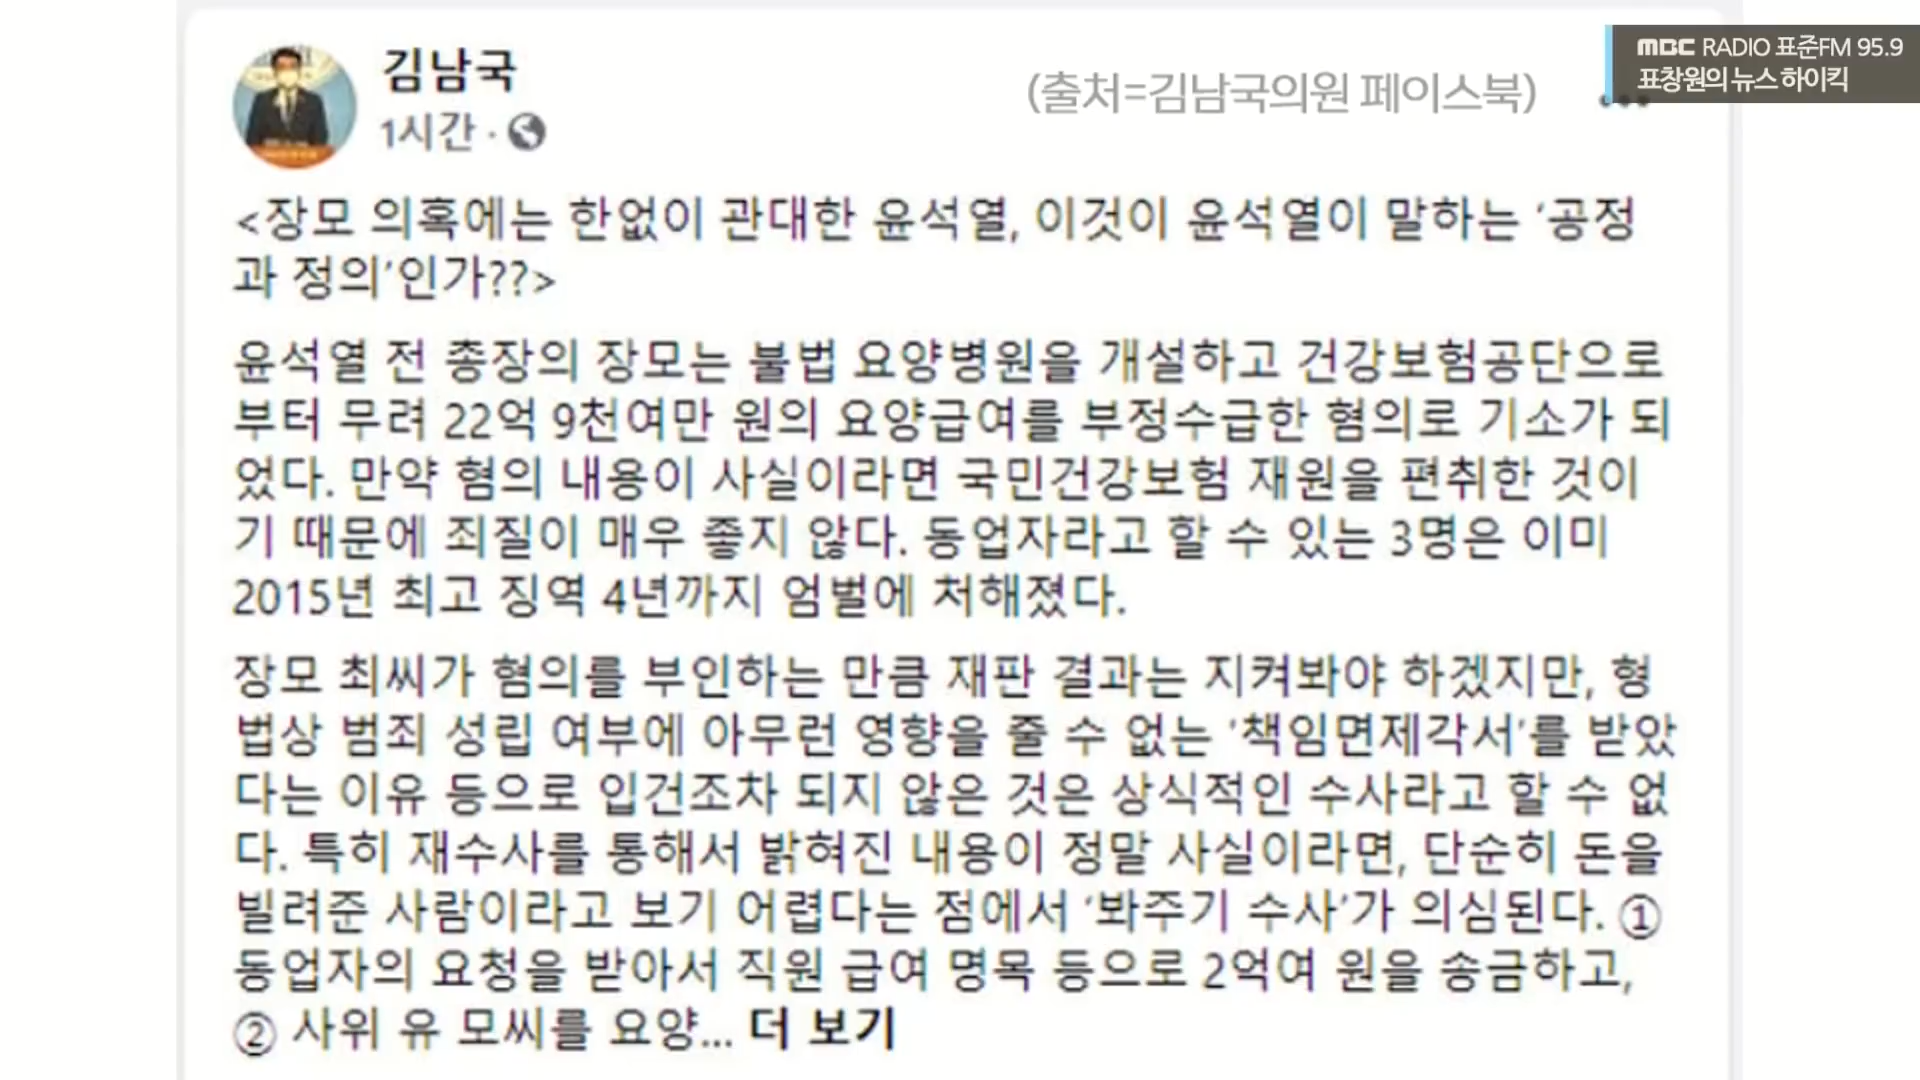 김남국
1시간 ·
(출처=김남국의원 페이스북)
MBC RADIO 표준FM 95.9
표창원의 뉴스 하이킥
<장모 의혹에는 한없이 관대한 윤석열, 이것이 윤석열이 말하는 '공정
과 정의'인가??>
윤석열 전 총장의 장모는 불법 요양병원을 개설하고 건강보험공단으로
부터 무려 22억 9천여만 원의 요양급여를 부정수급한 혐의로 기소가 되
었다. 만약 혐의 내용이 사실이라면 국민건강보험 재원을 편취한 것이
기 때문에 죄질이 매우 좋지 않다. 동업자라고 할 수 있는 3명은 이미
2015년 최고 징역 4년까지 엄벌에 처해졌다.
장모 최씨가 혐의를 부인하는 만큼 재판 결과는 지켜봐야 하겠지만, 형
법상 범죄 성립 여부에 아무런 영향을 줄 수 없는 '책임면제각서'를 받았
다는 이유 등으로 입건조차 되지 않은 것은 상식적인 수사라고 할 수 없
다. 특히 재수사를 통해서 밝혀진 내용이 정말 사실이라면, 단순히 돈을
빌려준 사람이라고 보기 어렵다는 점에서 '봐주기 수사'가 의심된다. ①
동업자의 요청을 받아서 직원 급여 명목 등으로 2억여 원을 송금하고,
② 사위 유 모씨를 요양... 더 보기